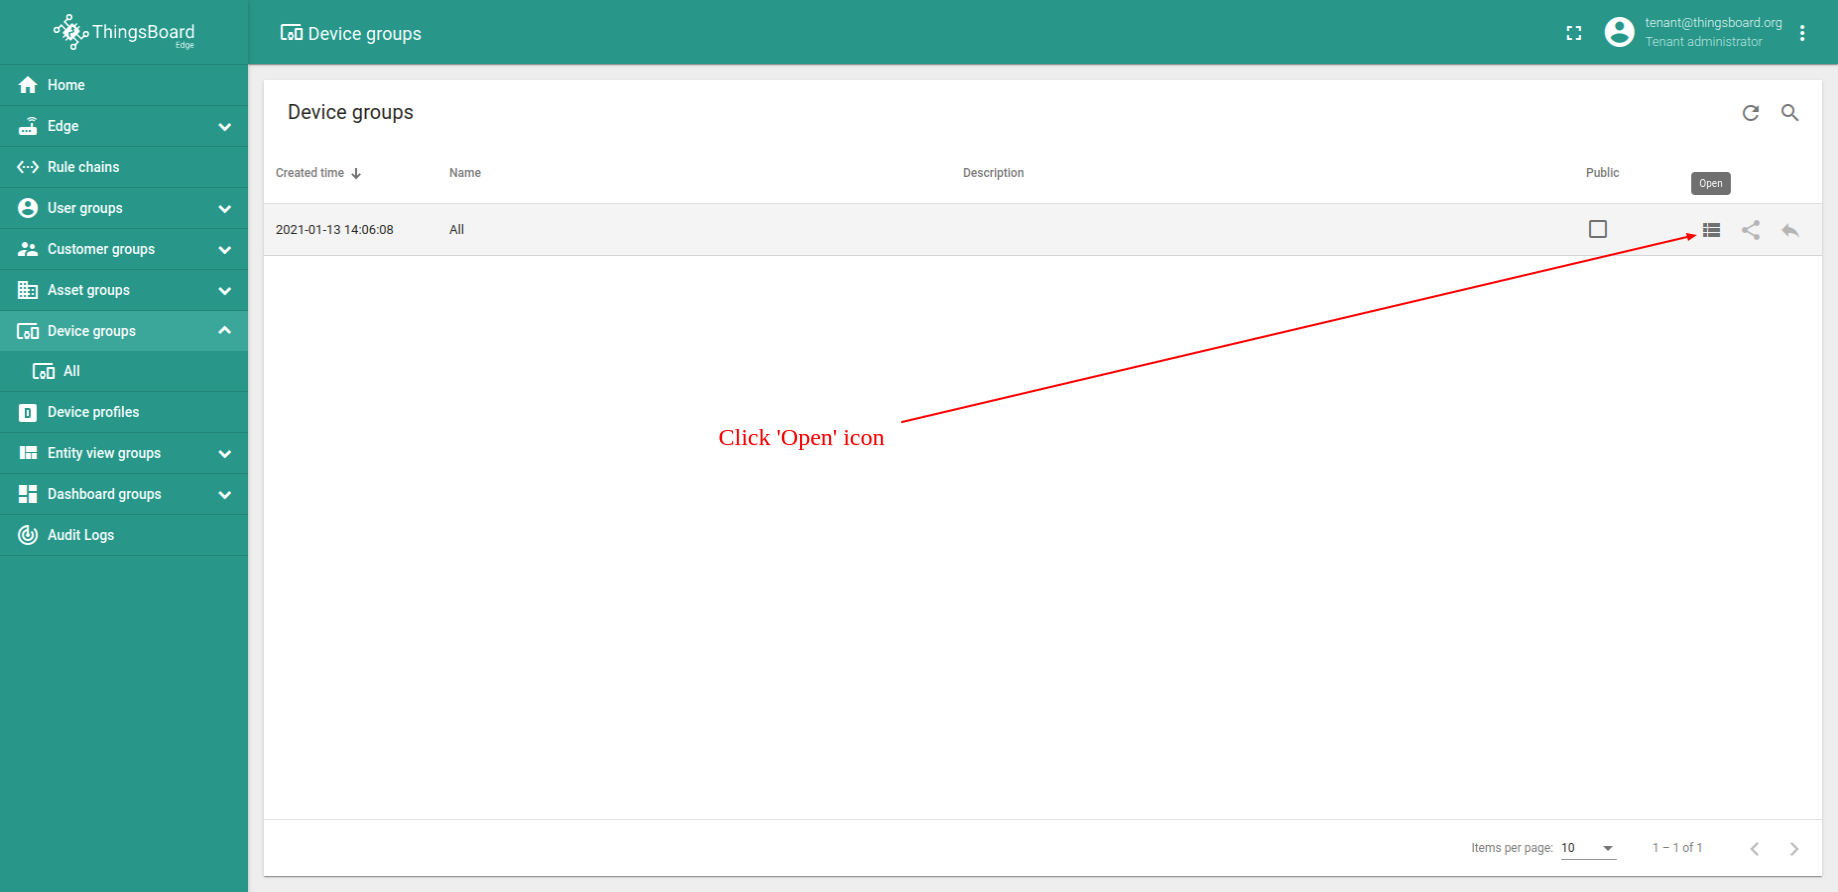 ThingsBoard
Edge
Device groups
tenant@thingsboard.org
Tenant administrator
Home
Edge
Rule chains
User groups
Customer groups
Asset groups
Device groups
All
Device profiles
Entity view groups
Dashboard groups
Audit Logs
Device groups
Created time Name Description Public
Open
2021-01-13 14:06:08 All
Click 'Open' icon
Items per page: 10 1 – 1 of 1